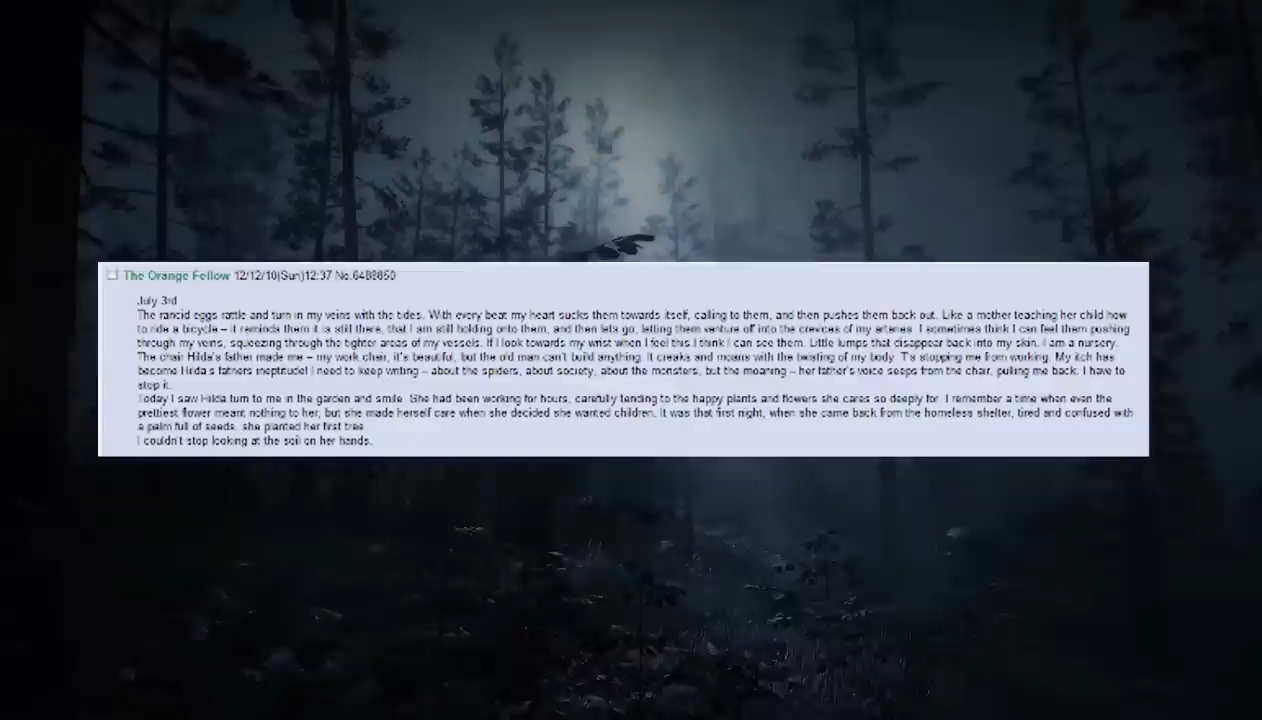 The Orange Fellow 12/12/10(Sun)12:37 No.6488850
July 3rd
The rancid eggs rattle and turn in my veins with the tides. With every beat my heart sucks them towards itself, calling to them, and then pushes them back out. Like a mother teaching her child how
to ride a bicycle – it reminds them it is still there, that I am still holding onto them, and then lets go, letting them venture off into the crevices of my arteries. I sometimes think I can feel them pushing
through my veins, squeezing through the tighter areas of my vessels. If I look towards my wrist when I feel this I think I can see them. Little lumps that disappear back into my skin. I am a nursery.
The chair Hilda's father made me – my work chair, it's beautiful, but the old man can't build anything. It creaks and moans with the twisting of my body. T's stopping me from working. My itch has
become Hilda's fathers ineptitude! I need to keep writing – about the spiders, about society, about the monsters, but the moaning – her father's voice seeps from the chair, pulling me back. I have to
stop it.
Today I saw Hilda turn to me in the garden and smile. She had been working for hours, carefully tending to the happy plants and flowers she cares so deeply for. I remember a time when even the
prettiest flower meant nothing to her, but she made herself care when she decided she wanted children. It was that first night, when she came back from the homeless shelter, tired and confused with
a palm full of seeds, she planted her first tree
I couldn't stop looking at the soil on her hands.